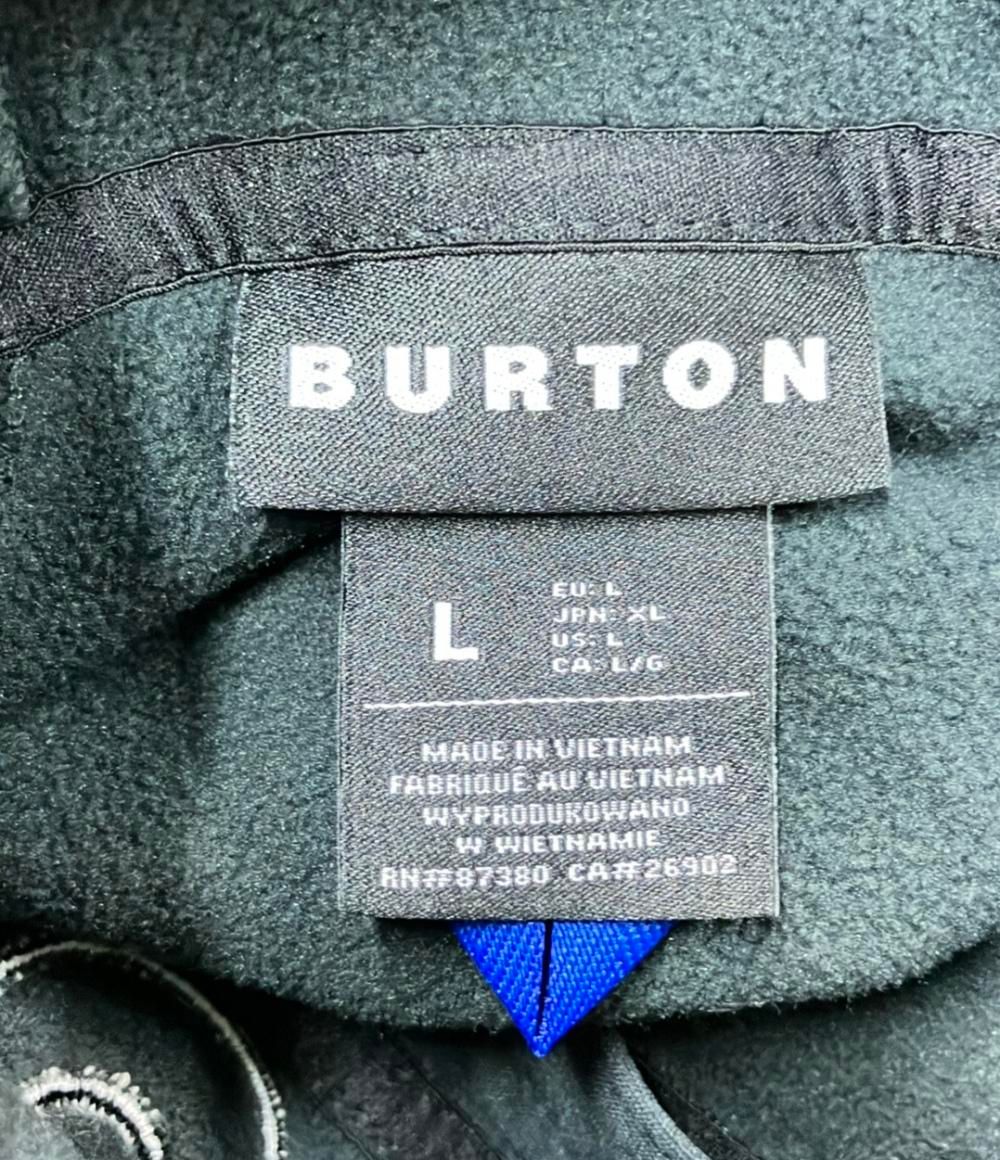 BURTON
L
EU: L
JPN: XL
US: L
CA: L/G
MADE IN VIETNAM
FABRIQUÉ AU VIETNAM
WYPRODUKOWANO
W WIETNAMIE
RN#87380 CA#26902